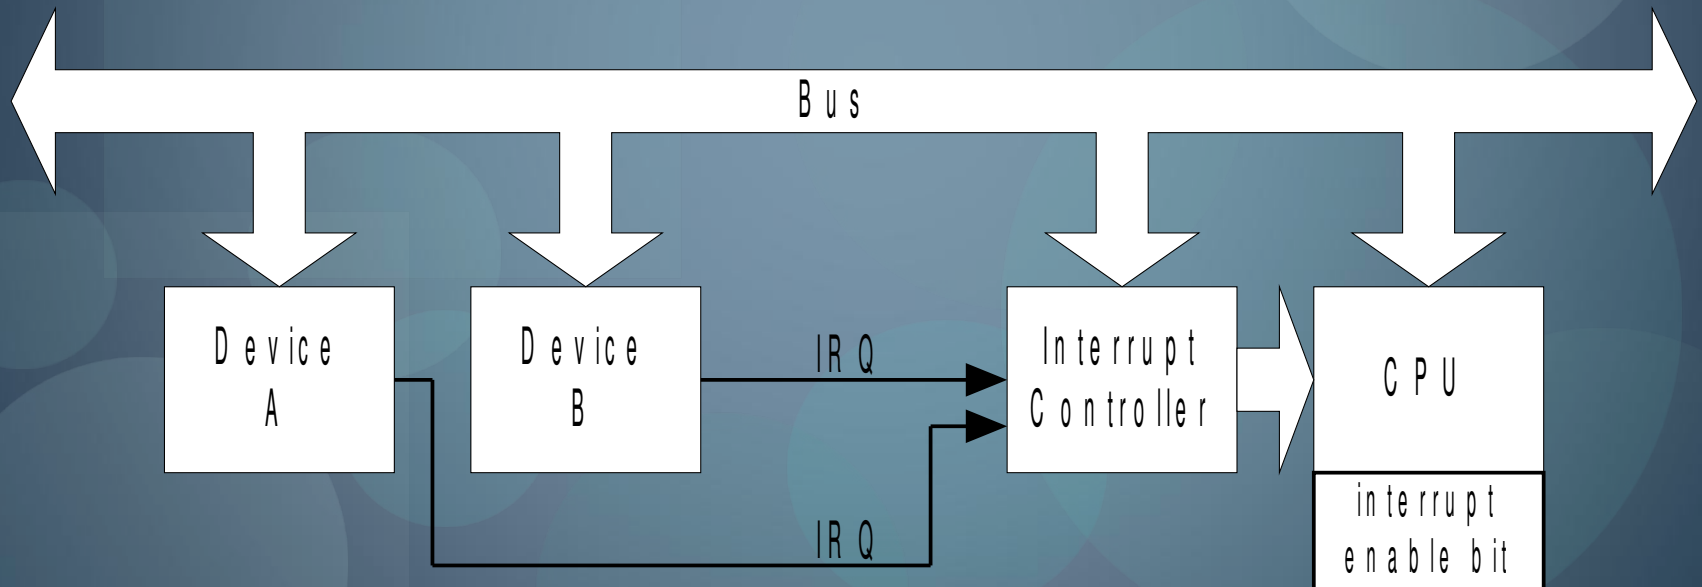 Bus
Device
A
Device
B
IRQ
IRQ
Interrupt
Controller
CPU
interrupt
enable bit